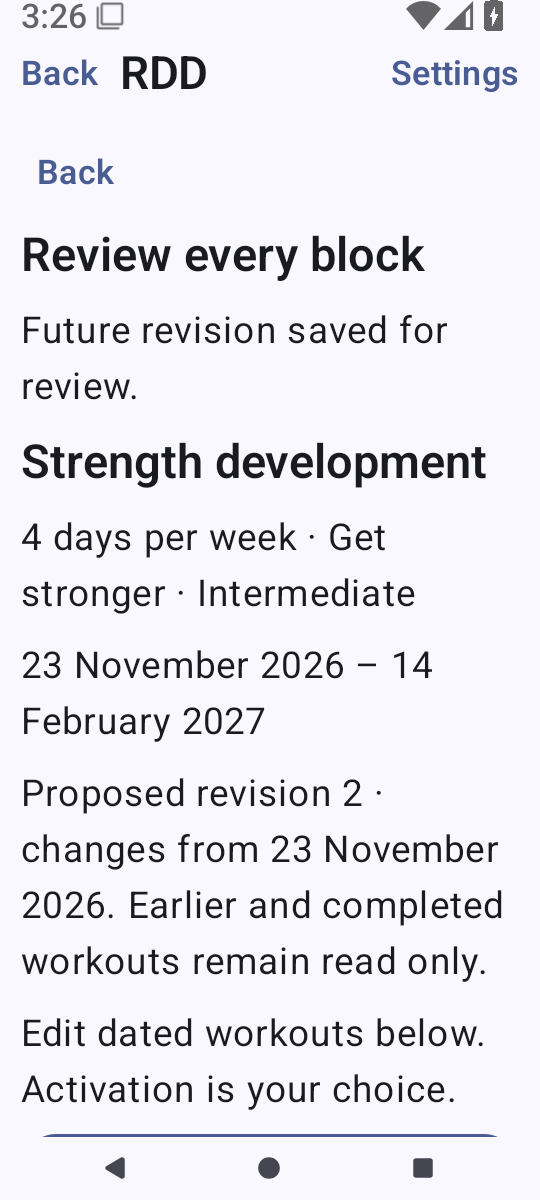 3:26
Back RDD Settings
Back
Review every block
Future revision saved for
review.
Strength development
4 days per week · Get
stronger · Intermediate
23 November 2026 – 14
February 2027
Proposed revision 2 ·
changes from 23 November
2026. Earlier and completed
workouts remain read only.
Edit dated workouts below.
Activation is your choice.